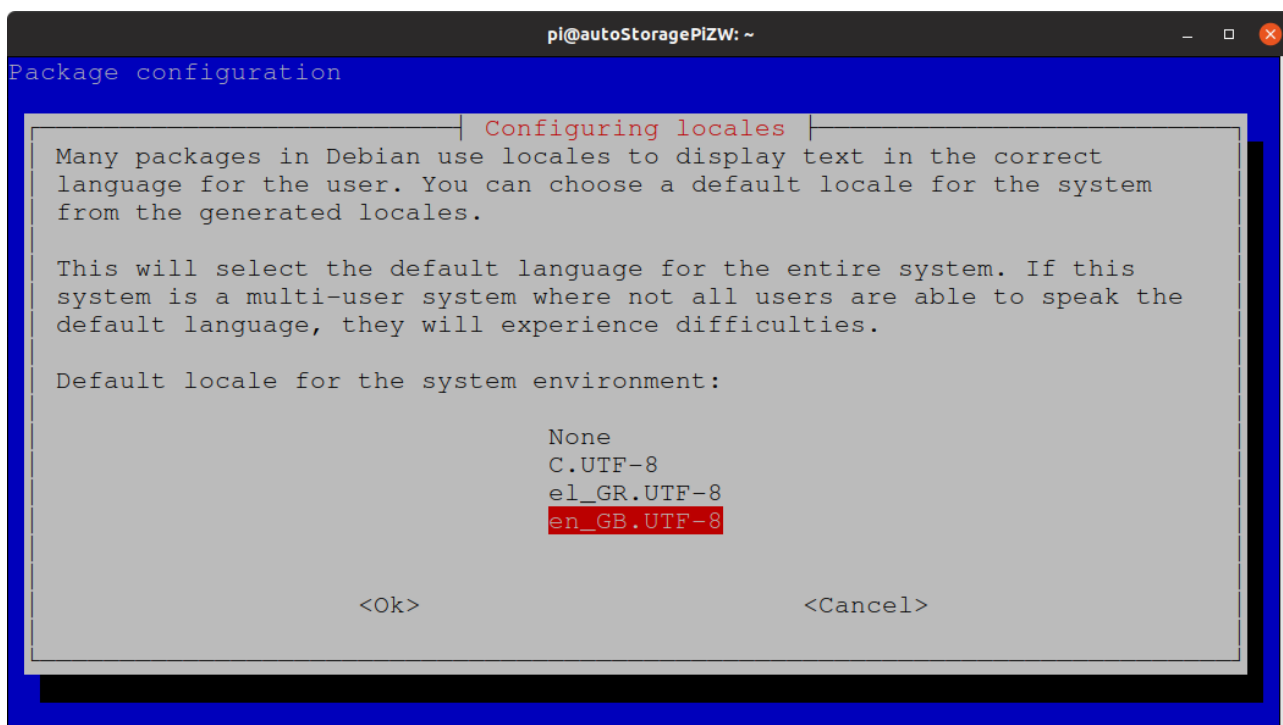 pi@autoStoragePiZW: ~
Package configuration
Configuring locales
Many packages in Debian use locales to display text in the correct
language for the user. You can choose a default locale for the system
from the generated locales.
This will select the default language for the entire system. If this
system is a multi-user system where not all users are able to speak the
default language, they will experience difficulties.
Default locale for the system environment:
None
C.UTF-8
el_GR.UTF-8
en_GB.UTF-8
<Ok> <Cancel>